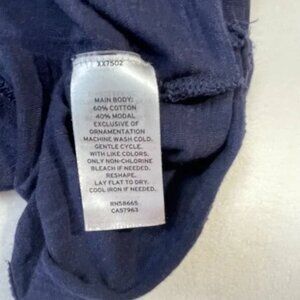 XX7502
MAIN BODY:
60% COTTON
40% MODAL
EXCLUSIVE OF
ORNAMENTATION
MACHINE WASH COLD.
GENTLE CYCLE.
WITH LIKE COLORS.
ONLY NON-CHLORINE
BLEACH IF NEEDED.
RESHAPE.
LAY FLAT TO DRY.
COOL IRON IF NEEDED.
RN58665
CA57963